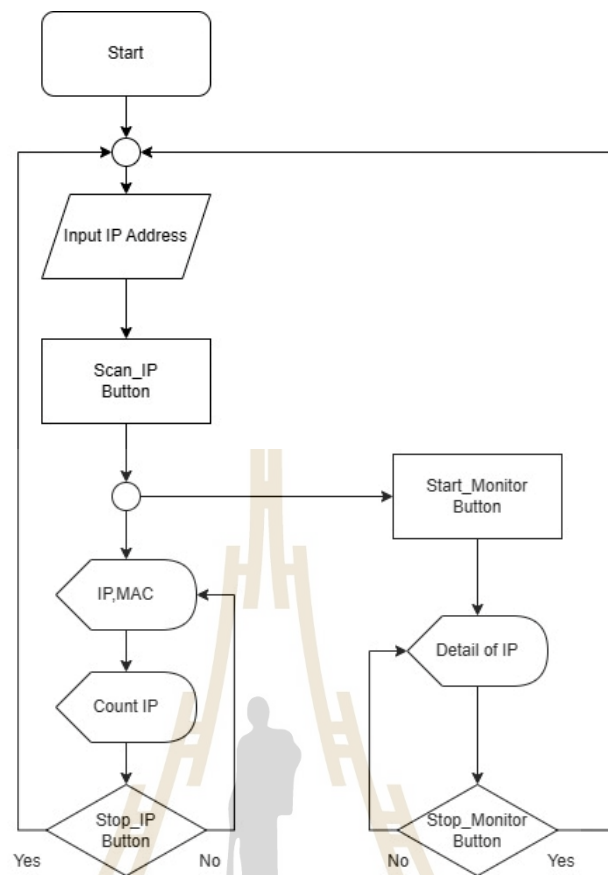 Start
Input IP Address
Scan_IP
Button
Start_Monitor
Button
IP,MAC
Detail of IP
Count IP
Stop_IP
Button
Yes
No
Stop_Monitor
Button
No
Yes